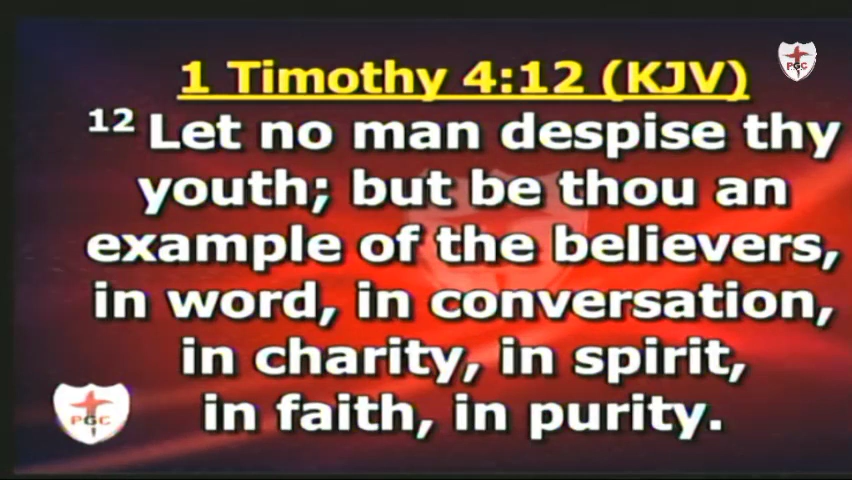 1 Timothy 4:12 (KJV)
12 Let no man despise thy
youth; but be thou an
example of the believers,
in word, in conversation,
in charity, in spirit,
in faith, in purity.
PGC
PGC